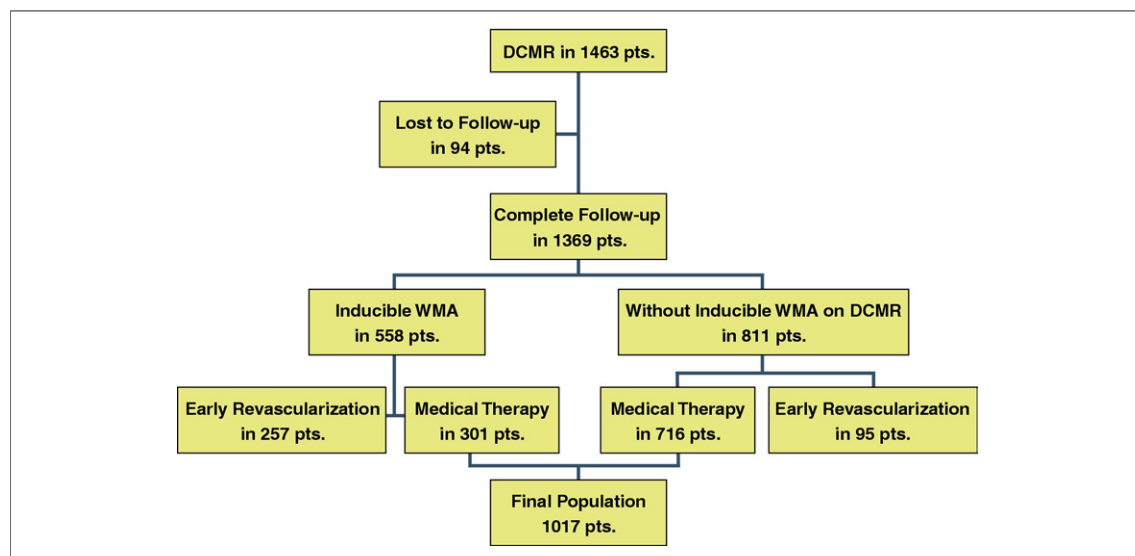 DCMR in 1463 pts.
Lost to Follow-up
in 94 pts.
Complete Follow-up
in 1369 pts.
Inducible WMA
in 558 pts.
Without Inducible WMA on DCMR
in 811 pts.
Early Revascularization
in 257 pts.
Medical Therapy
in 301 pts.
Medical Therapy
in 716 pts.
Early Revascularization
in 95 pts.
Final Population
1017 pts.